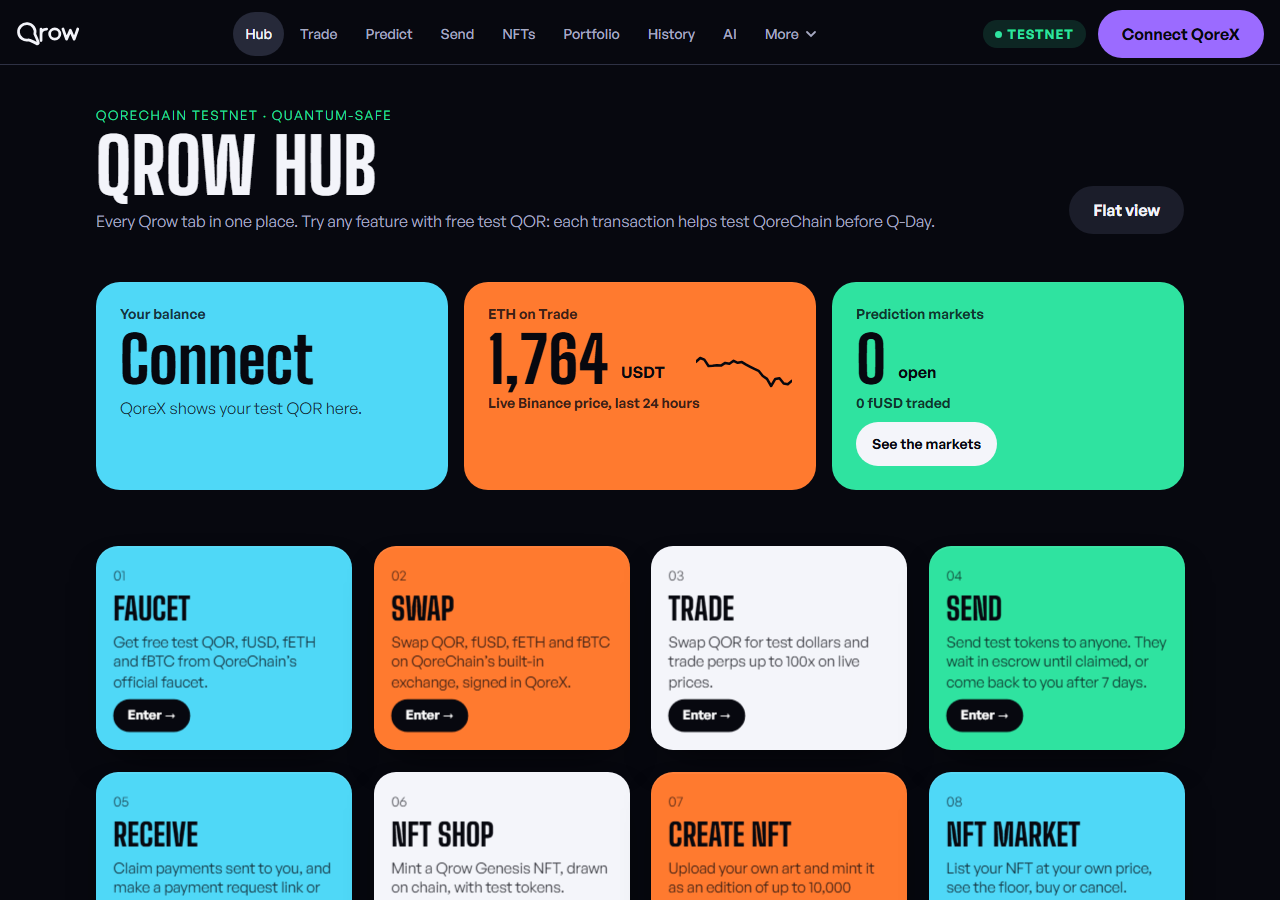 Qrow
Hub
Trade
Predict
Send
NFTs
Portfolio
History
AI
More
TESTNET
Connect QoreX
QORECHAIN TESTNET · QUANTUM-SAFE
QROW HUB
Every Qrow tab in one place. Try any feature with free test QOR: each transaction helps test QoreChain before Q-Day.
Flat view
Your balance
Connect
QoreX shows your test QOR here.
ETH on Trade
1,764 USDT
Live Binance price, last 24 hours
Prediction markets
0 open
0 fUSD traded
See the markets
01
FAUCET
Get free test QOR, fUSD, fETH
and fBTC from QoreChain’s
official faucet.
Enter →
02
SWAP
Swap QOR, fUSD, fETH and fBTC
on QoreChain’s built-in
exchange, signed in QoreX.
Enter →
03
TRADE
Swap QOR for test dollars and
trade perps up to 100x on live
prices.
Enter →
04
SEND
Send test tokens to anyone. They
wait in escrow until claimed, or
come back to you after 7 days.
Enter →
05
RECEIVE
Claim payments sent to you, and
make a payment request link or
06
NFT SHOP
Mint a Qrow Genesis NFT, drawn
on chain, with test tokens.
07
CREATE NFT
Upload your own art and mint it
as an edition of up to 10,000
08
NFT MARKET
List your NFT at your own price,
see the floor, buy or cancel.